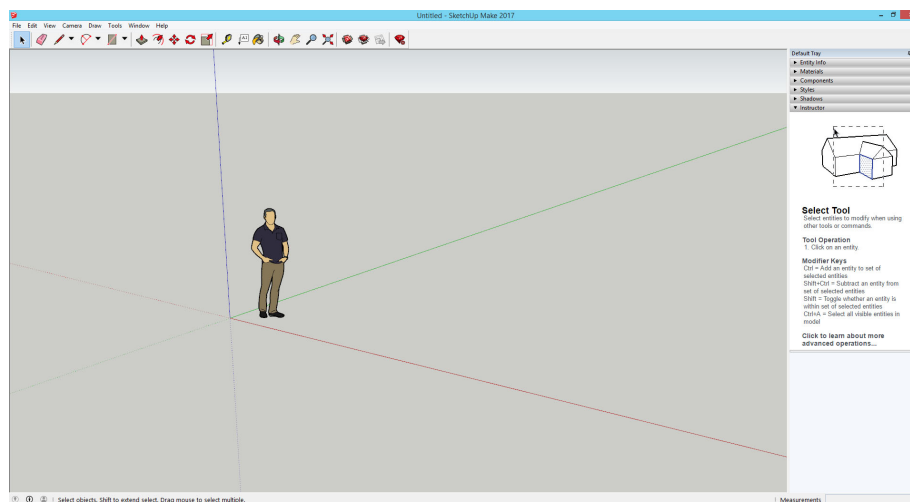 Untitled - SketchUp Make 2017
File Edit View Camera Draw Tools Window Help
A1
Default Tray
Entity Info
Materials
Components
Styles
Shadows
Instructor
Select Tool
Select entities to modify when using
other tools or commands.
Tool Operation
1. Click on an entity.
Modifier Keys
Ctrl = Add an entity to set of
selected entities
Shift+Ctrl = Subtract an entity from
set of selected entities
Shift = Toggle whether an entity is
within set of selected entities
Ctrl+A = Select all visible entities in
model
Click to learn about more
advanced operations...
Select objects. Shift to extend select. Drag mouse to select multiple.
Measurements